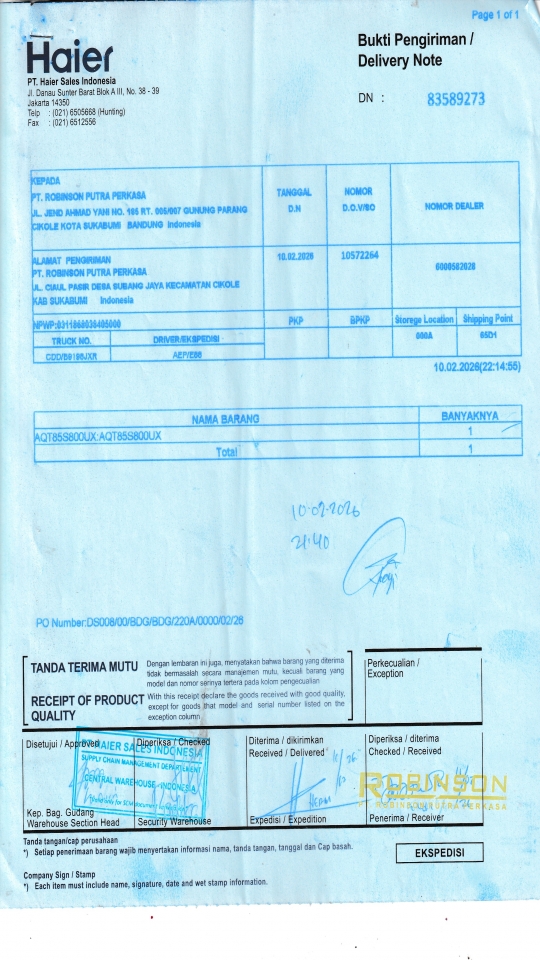 Page 1 of 1
Haier
PT. Haier Sales Indonesia
Jl. Danau Sunter Barat Blok A III, No. 38 - 39
Jakarta 14350
Telp : (021) 6505668 (Hunting)
Fax : (021) 6512556
Bukti Pengiriman /
Delivery Note
DN : 83589273
KEPADA
PT. ROBINSON PUTRA PERKASA
JL. JEND AHMAD YANI NO. 185 RT. 006/007 GUNUNG PARANG
CIKOLE KOTA SUKABUMI BANDUNG Indonesia
TANGGAL
D.N
NOMOR
D.O.V/SO
NOMOR DEALER
ALAMAT PENGIRIMAN
PT. ROBINSON PUTRA PERKASA
JL. CIAUL PASIR DESA SUBANG JAYA KECAMATAN CIKOLE
KAB SUKABUMI Indonesia
10.02.2026
10572264
6000582028
NPWP:0311868038405000
PKP
BPKP
Storege Location
Shipping Point
TRUCK NO.
DRIVER/EKSPEDISI
000A
65D1
CDD/B9196JXR
AEP/E68
10.02.2026(22:14:55)
NAMA BARANG
BANYAKNYA
AQT85S800UX:AQT85S800UX
1
Total
1
10-02-2026
21:40
PO Number:DS008/00/BDG/BDG/220A/0000/02/26
TANDA TERIMA MUTU
Dengan lembaran ini juga, menyatakan bahwa barang yang diterima
tidak bermasalah secara manajemen mutu, kecuali barang yang
model dan nomor serinya tertera pada kolom pengecualian
RECEIPT OF PRODUCT
QUALITY
With this receipt declare the goods received with good quality,
except for goods that model and serial number listed on the
exception column
Perkecualian /
Exception
Disetujui / Approved
Diperiksa / Checked
Diterima / dikirimkan
Received / Delivered
Diperiksa / diterima
Checked / Received
PT. HAIER SALES INDONESIA
SUPPLY CHAIN MANAGEMENT DEPARTEMENT
CENTRAL WAREHOUSE - INDONESIA
ROBINSON
PT. ROBINSON PUTRA PERKASA
Kep. Bag. Gudang
Warehouse Section Head
Security Warehouse
Expedisi / Expedition
Penerima / Receiver
Tanda tangan/cap perusahaan
*) Setiap penerimaan barang wajib menyertakan informasi nama, tanda tangan, tanggal dan Cap basah.
EKSPEDISI
Company Sign / Stamp
*) Each item must include name, signature, date and wet stamp information.